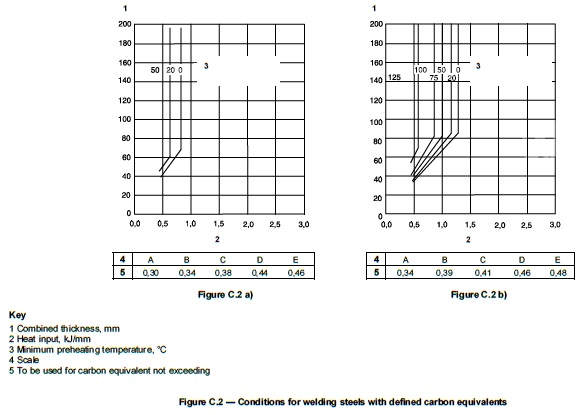 1
200
180
160
140
120
100
80
60
40
20
0
50 20 0
3
0,0 0,5 1,0 1,5 2,0 2,5 3,0
2
4 A B C D E
5 0,30 0,34 0,38 0,44 0,46
Figure C.2 a)
1
200
180
160
140
120
100
80
60
40
20
0
125 100 75 50 20 0
3
0,0 0,5 1,0 1,5 2,0 2,5 3,0
2
4 A B C D E
5 0,34 0,39 0,41 0,46 0,48
Figure C.2 b)
Key
1 Combined thickness, mm
2 Heat input, kJ/mm
3 Minimum preheating temperature, °C
4 Scale
5 To be used for carbon equivalent not exceeding
Figure C.2 — Conditions for welding steels with defined carbon equivalents